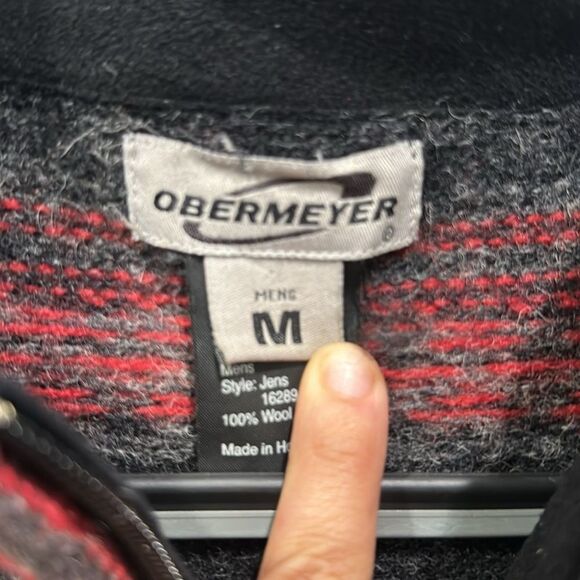 OBERMEYER
®
MENS
M
Mens
Style: Jens
16289
100% Wool
Made in